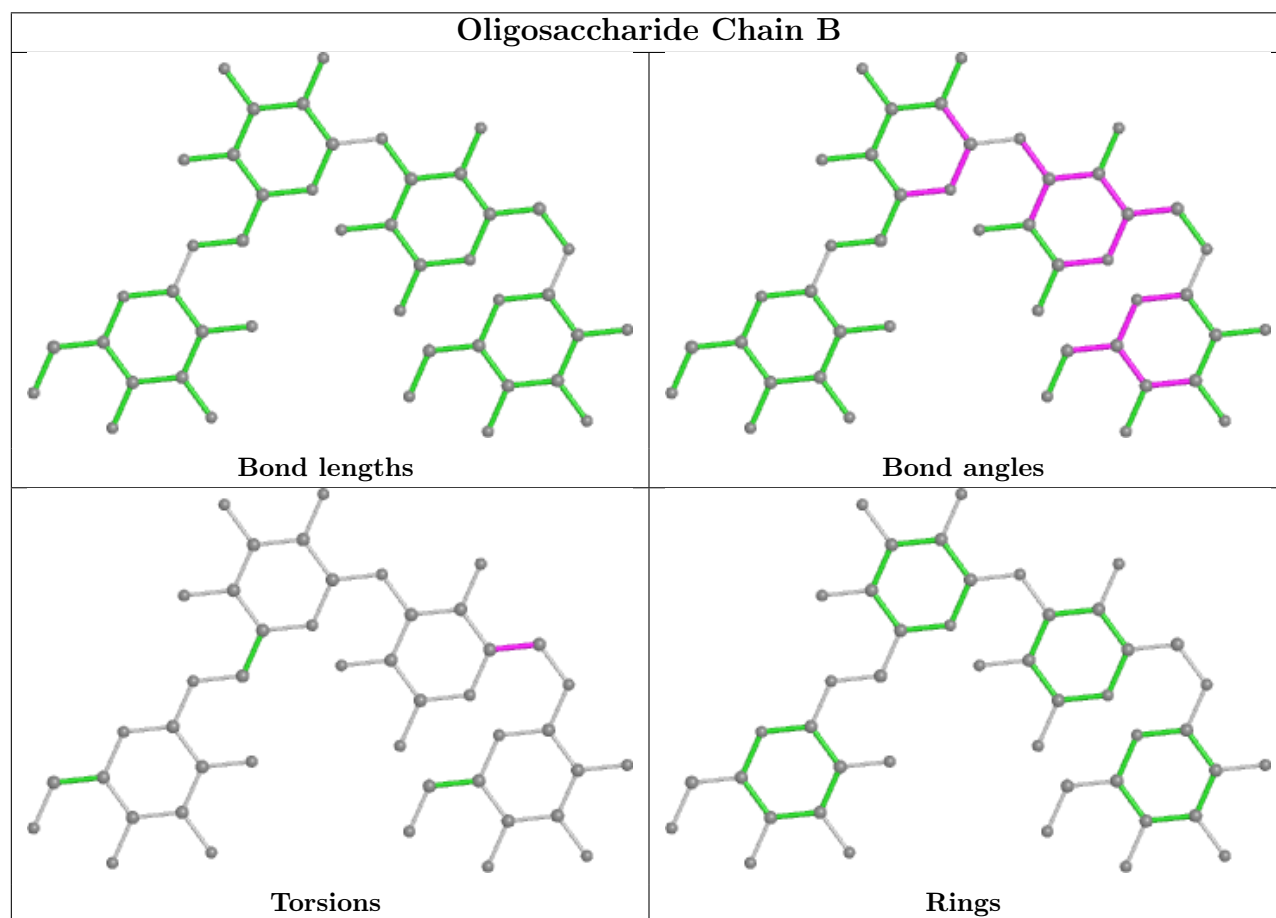 Oligosaccharide Chain B
Bond lengths
Bond angles
Torsions
Rings